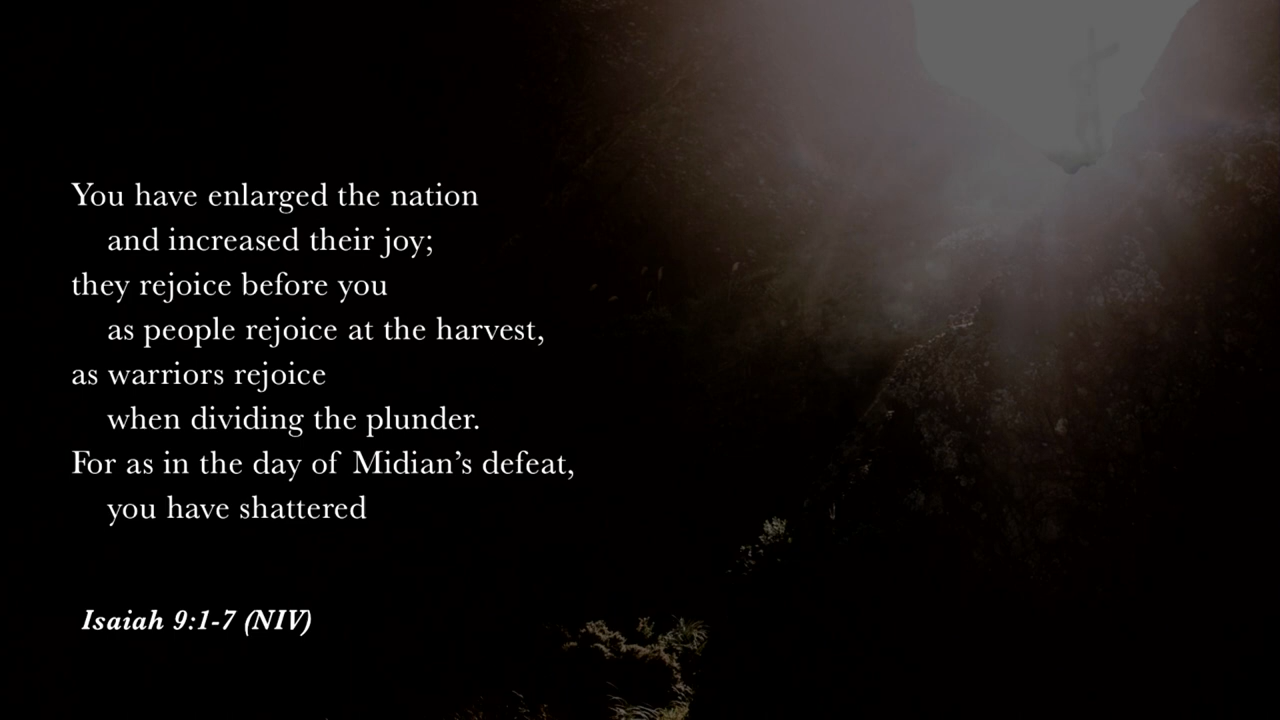 You have enlarged the nation
and increased their joy;
they rejoice before you
as people rejoice at the harvest,
as warriors rejoice
when dividing the plunder.
For as in the day of Midian’s defeat,
you have shattered
Isaiah 9:1-7 (NIV)